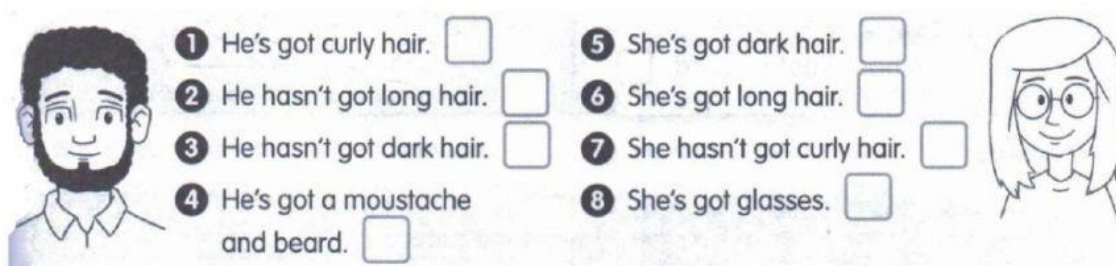 1 He's got curly hair.
2 He hasn't got long hair.
3 He hasn't got dark hair.
4 He's got a moustache
and beard.
5 She's got dark hair.
6 She's got long hair.
7 She hasn't got curly hair.
8 She's got glasses.